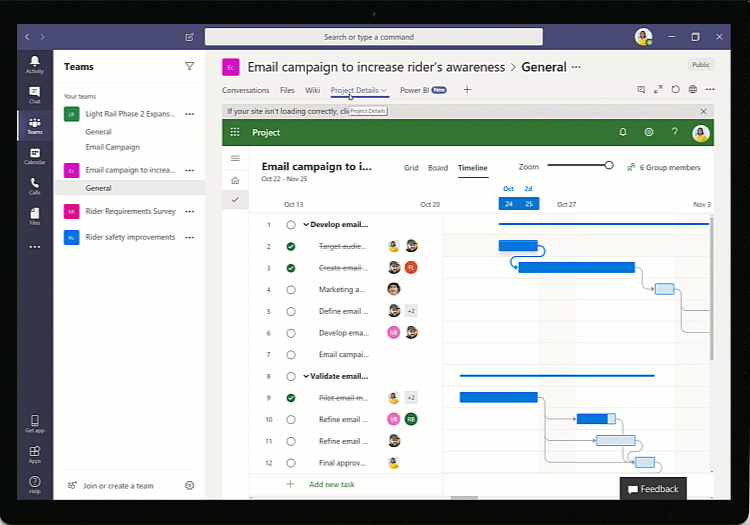 Search or type a command
Activity
Chat
Teams
Calendar
Calls
Files
Get app
Apps
Help
Teams
Your teams
LR Light Rail Phase 2 Expans...
General
Email Campaign
Ec Email campaign to increa...
General
RR Rider Requirements Survey
Rs Rider safety improvements
Join or create a team
Ec Email campaign to increase rider's awareness > General ...
Public
Conversations Files Wiki Project Details Power BI New +
If your site isn't loading correctly, cli
Project Details
Project
Email campaign to i...
Oct 22 - Nov 25
Grid Board Timeline Zoom 6 Group members
Oct 2d
Oct 13 Oct 20 24 25 Oct 27 Nov 3
1 Develop email...
2 Target audie...
3 Create email ... FL
4 Marketing a...
5 Define email ... +2
6 Develop ema... VB
7 Email campai...
8 Validate email...
9 Pilot email m... +2
10 Refine email ... VB RB
11 Refine email ...
12 Final approv...
+ Add new task
Feedback